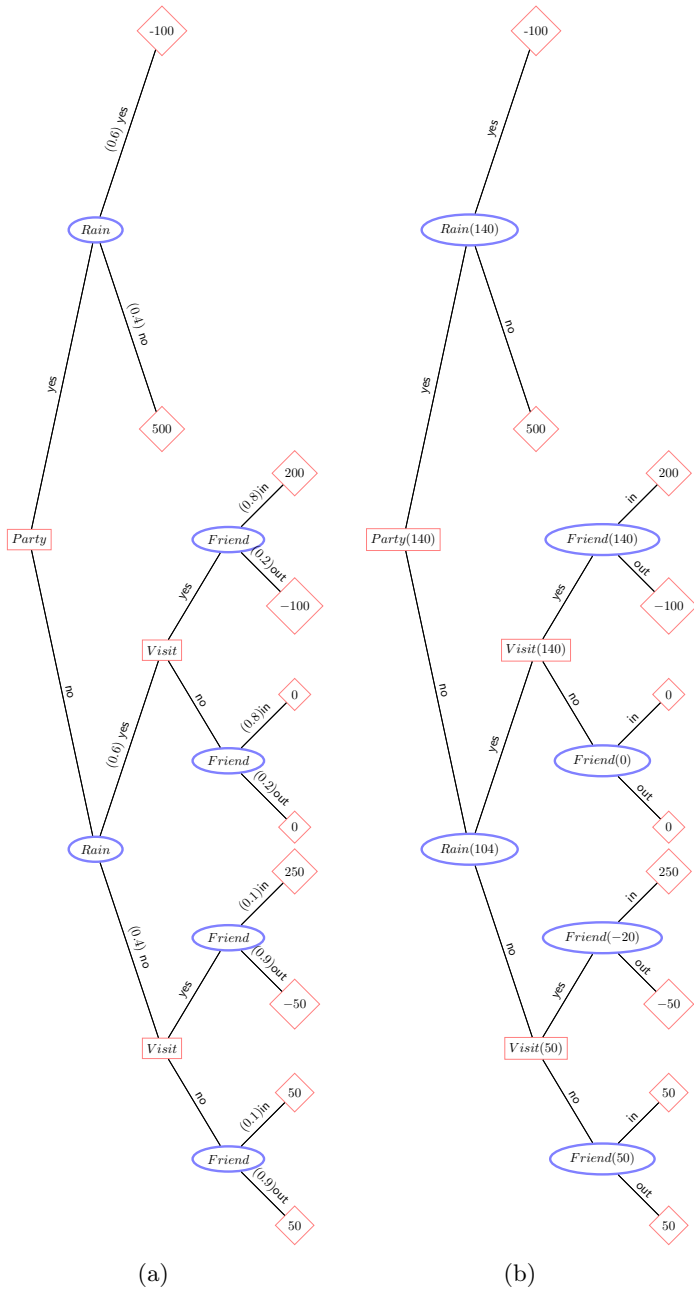 -100
(0.6) yes
Rain
(0.4) no
yes
500
200
(0.8)in
Party
Friend
(0.2)out
−100
yes
Visit
no
no
0
(0.8)in
(0.6) yes
Friend
(0.2)out
0
Rain
250
(0.1)in
(0.4) no
Friend
(0.9)out
yes
−50
Visit
no
50
(0.1)in
Friend
(0.9)out
50
(a)
-100
yes
Rain(140)
no
yes
500
200
in
Party(140)
Friend(140)
out
−100
yes
Visit(140)
no
no
0
in
yes
Friend(0)
out
0
Rain(104)
250
in
no
Friend(−20)
out
yes
−50
Visit(50)
no
50
in
Friend(50)
out
50
(b)